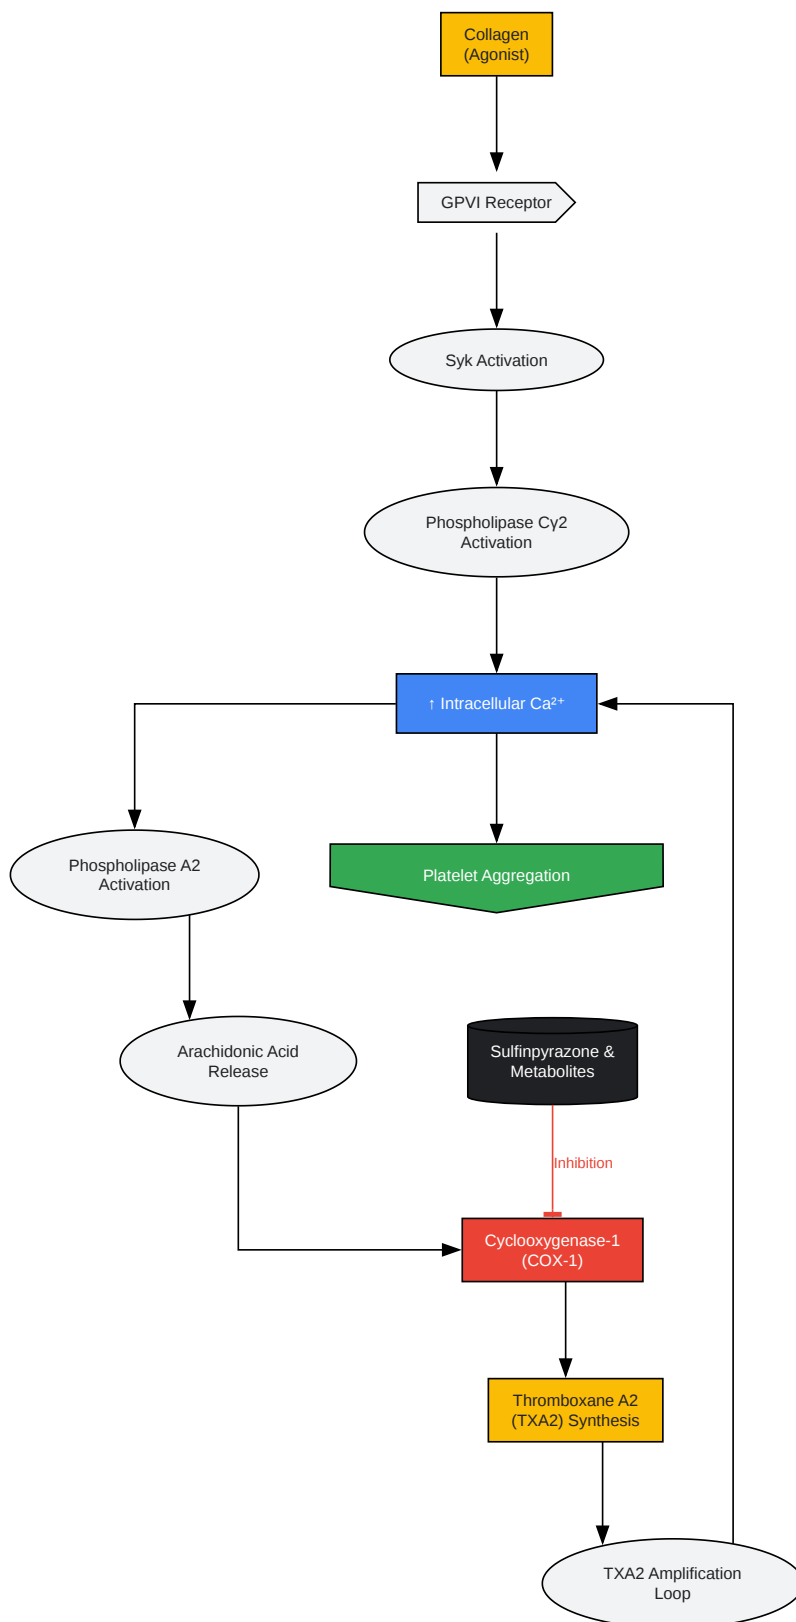 Collagen
(Agonist)
GPVI Receptor
Syk Activation
Phospholipase Cγ2
Activation
↑ Intracellular Ca²⁺
Phospholipase A2
Activation
Platelet Aggregation
Arachidonic Acid
Release
Sulfinpyrazone &
Metabolites
Inhibition
Cyclooxygenase-1
(COX-1)
Thromboxane A2
(TXA2) Synthesis
TXA2 Amplification
Loop